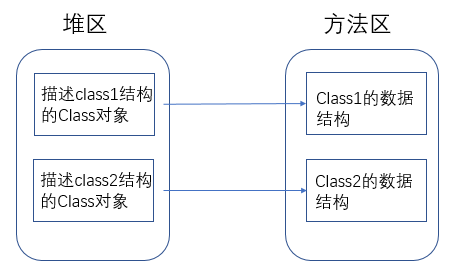 堆区
方法区
描述class1结构
的Class对象
Class1的数据
结构
描述class2结构
的Class对象
Class2的数据
结构